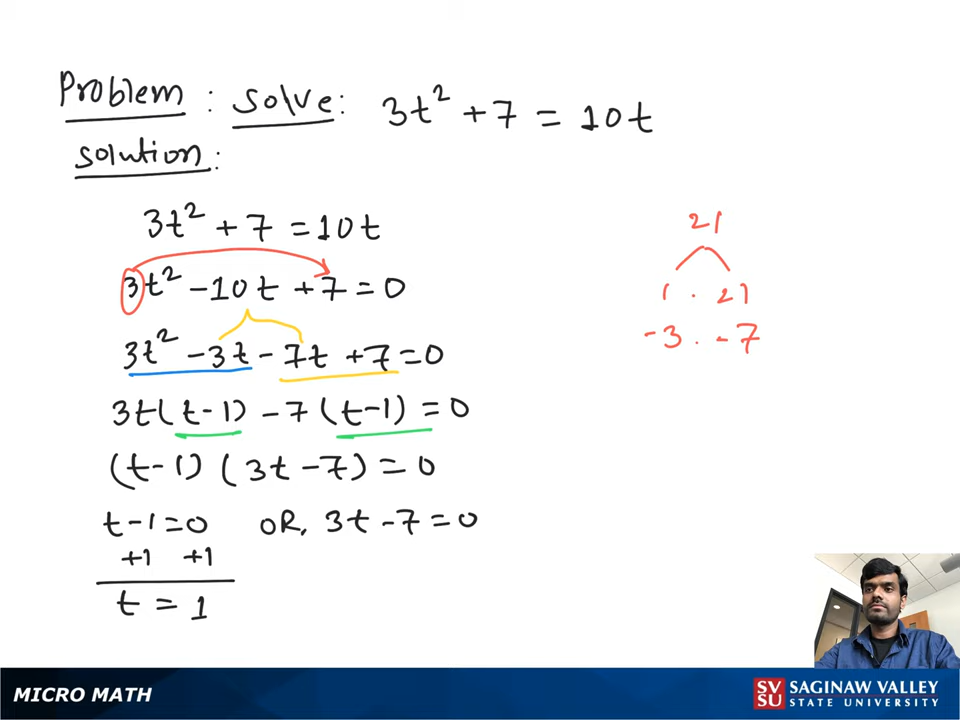 Problem : Solve: 3t² + 7 = 10t
Solution:
3t² + 7 = 10t
3t² - 10t + 7 = 0
3t² - 3t - 7t + 7 = 0
3t(t-1) - 7(t-1) = 0
(t-1)(3t-7) = 0
t-1=0 OR, 3t-7=0
+1 +1
t = 1
21
1 . 21
-3 . -7
MICRO MATH
SV
SU
SAGINAW VALLEY
STATE UNIVERSITY